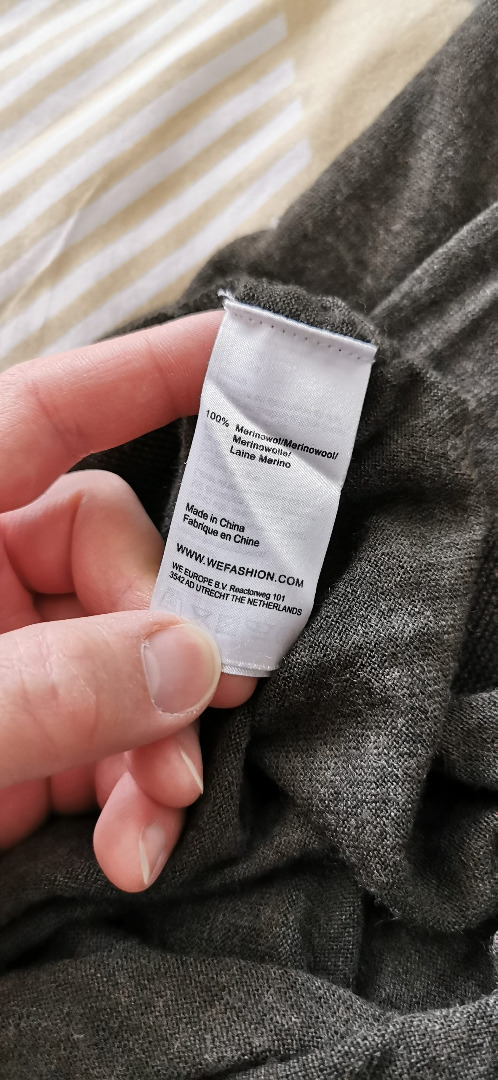 100% Merinowol/Merinowool/
Merinowolle/
Laine Merino
Made in China
Fabrique en Chine
WWW.WEFASHION.COM
WE EUROPE B.V. Reactorweg 101
3542 AD UTRECHT THE NETHERLANDS